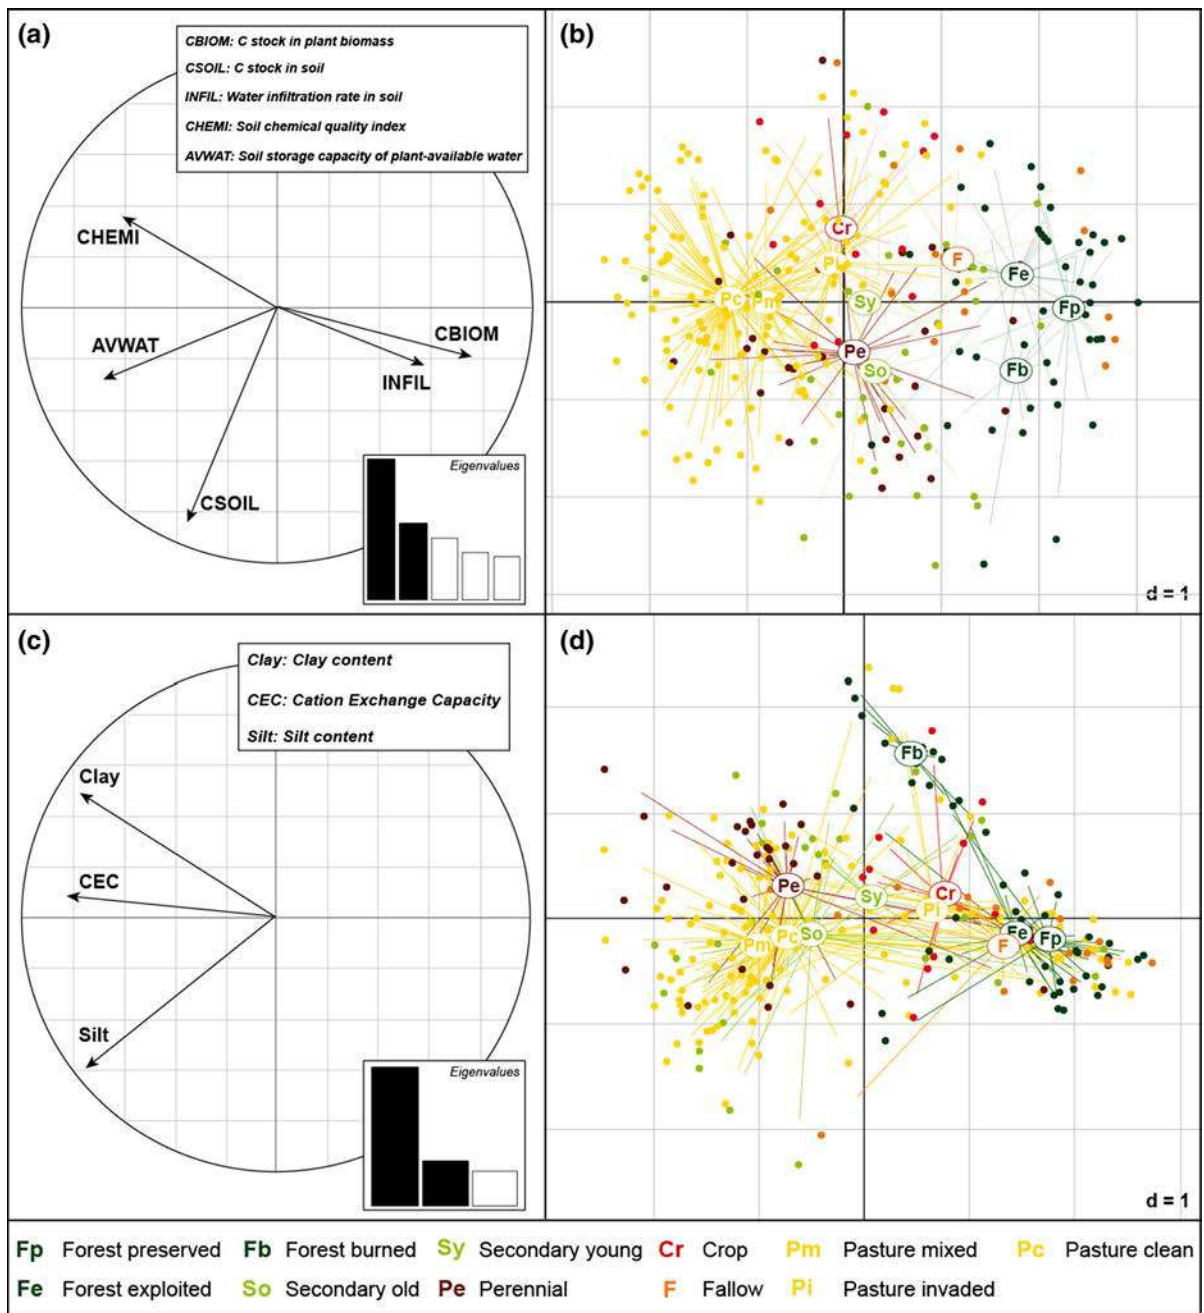 (a)
CBIOM: C stock in plant biomass
CSOIL: C stock in soil
INFIL: Water infiltration rate in soil
CHEMI: Soil chemical quality index
AVWAT: Soil storage capacity of plant-available water
CHEMI
AVWAT
CBIOM
INFIL
CSOIL
Eigenvalues
(b)
Cr
Pi
F
Fe
Pc
Pm
Sy
Fp
Pe
So
Fb
d = 1
(c)
Clay: Clay content
CEC: Cation Exchange Capacity
Silt: Silt content
Clay
CEC
Silt
Eigenvalues
(d)
Fb
Pe
Sy
Cr
Pi
Pm
Pc
So
Fe
Fp
F
d = 1
Fp Forest preserved Fb Forest burned Sy Secondary young Cr Crop Pm Pasture mixed Pc Pasture clean
Fe Forest exploited So Secondary old Pe Perennial F Fallow Pi Pasture invaded